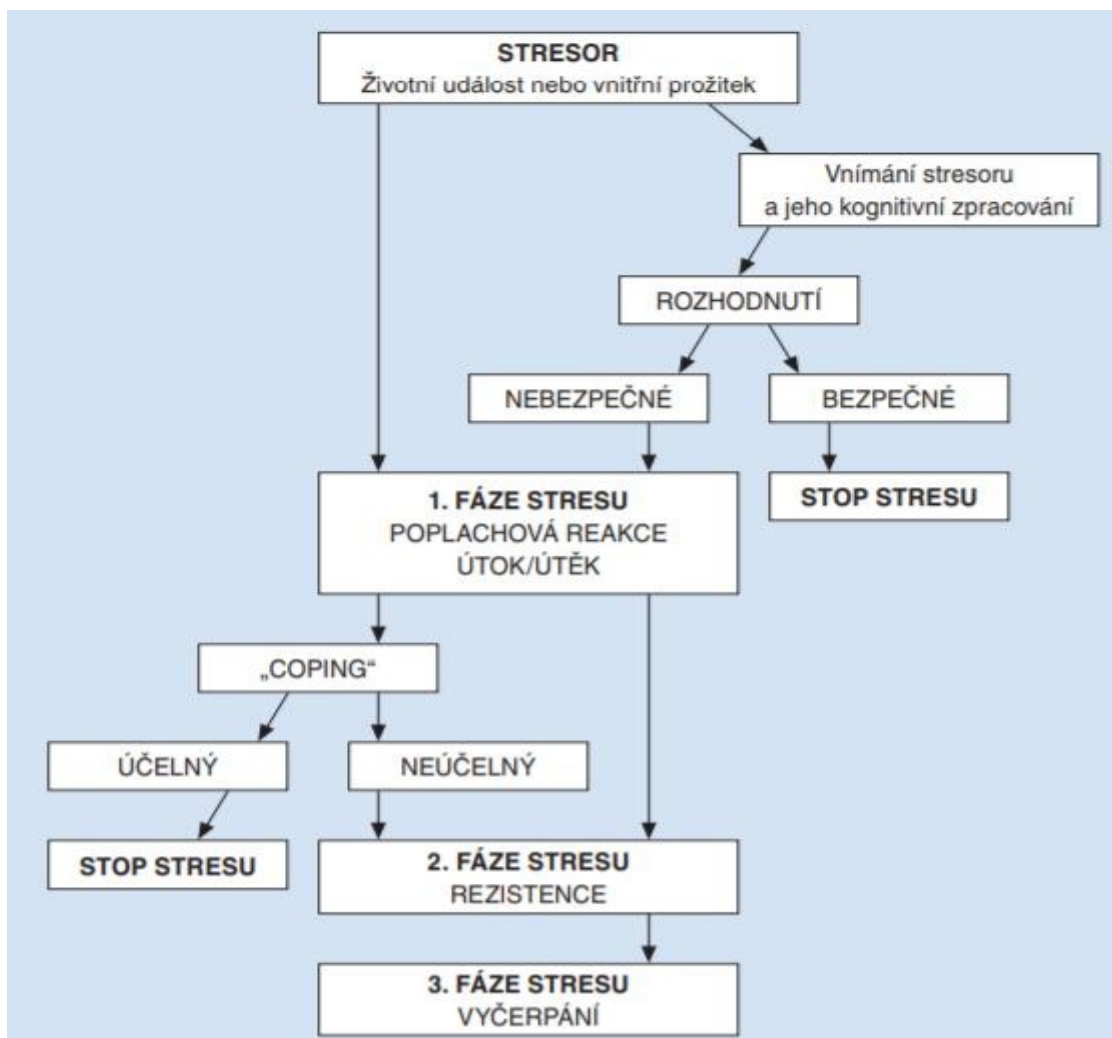 STRESOR
Životní událost nebo vnitřní prožitek
Vnímání stresoru
a jeho kognitivní zpracování
ROZHODNUTÍ
NEBEZPEČNÉ
BEZPEČNÉ
1. FÁZE STRESU
POPLACHOVÁ REAKCE
ÚTOK/ÚTĚK
STOP STRESU
„COPING“
ÚČELNÝ
NEÚČELNÝ
STOP STRESU
2. FÁZE STRESU
REZISTENCE
3. FÁZE STRESU
VYČERPÁNÍ